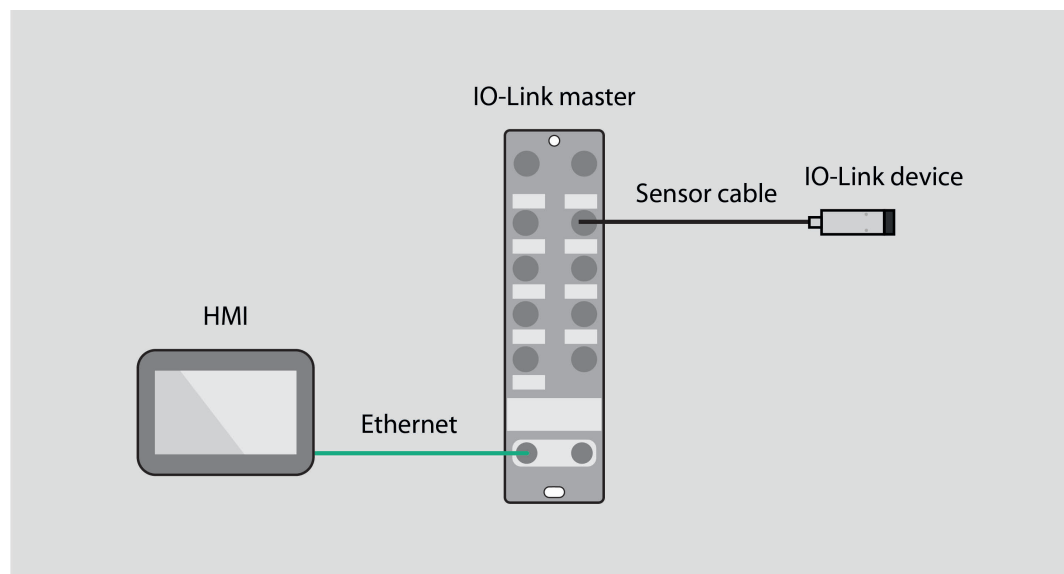 IO-Link master
IO-Link device
Sensor cable
HMI
Ethernet